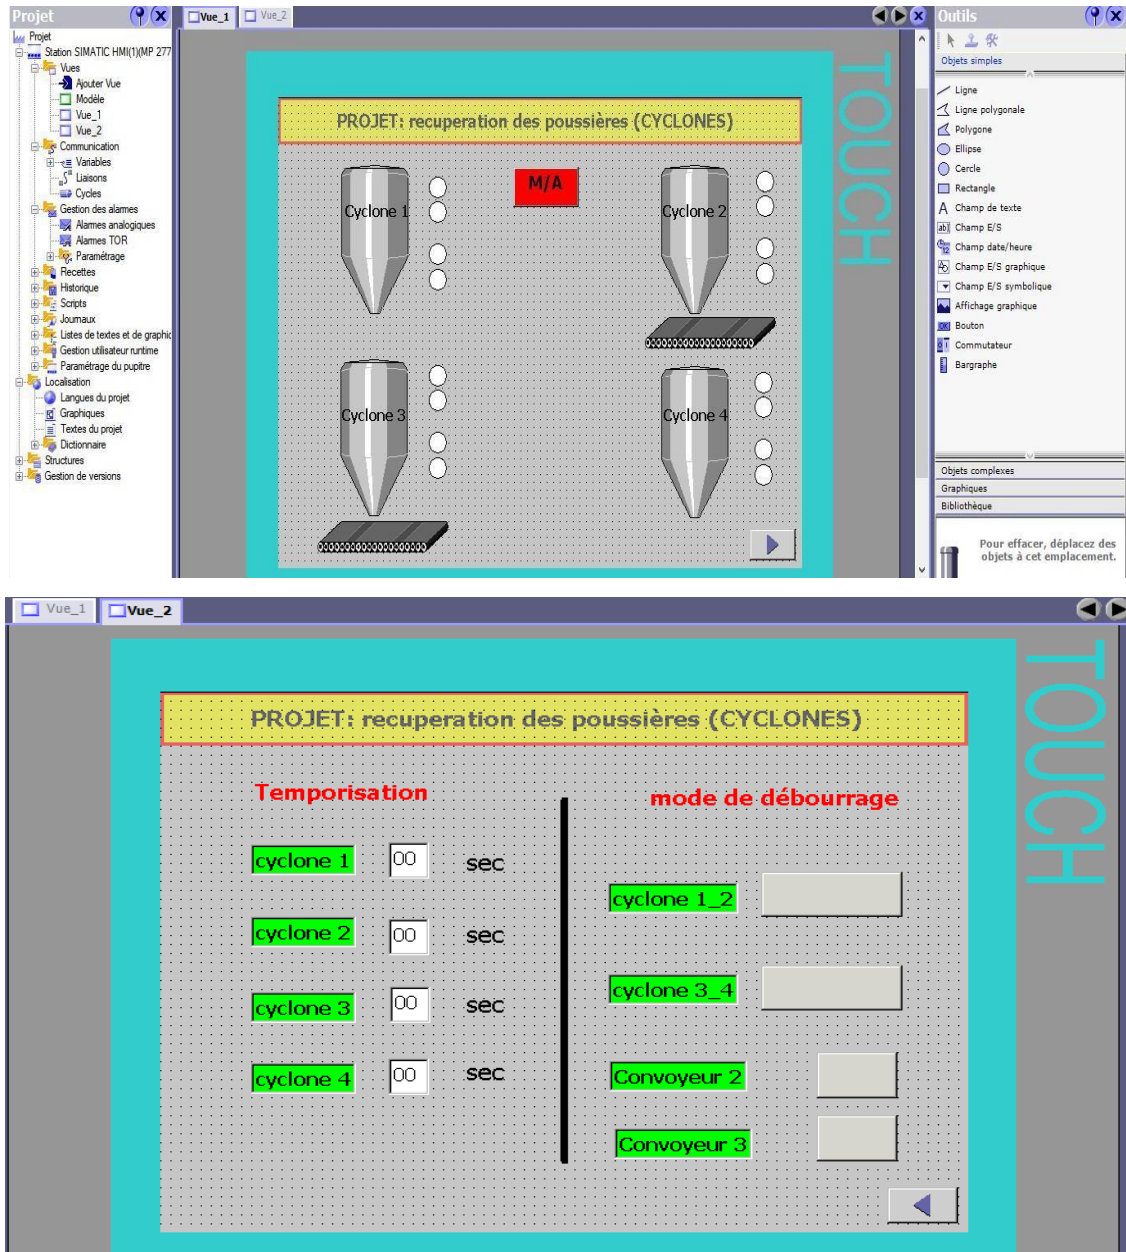 Projet
Vue_1
Vue_2
Outils
Projet
Station SIMATIC HMI(1)(MP 277
Vues
Ajouter Vue
Modèle
Vue_1
Vue_2
Communication
Variables
Liaisons
Cycles
Gestion des alarmes
Alarmes analogiques
Alarmes TOR
Paramétrage
Recettes
Historique
Scripts
Journaux
Listes de textes et de graphic
Gestion utilisateur runtime
Paramétrage du pupitre
Localisation
Langues du projet
Graphiques
Textes du projet
Dictionnaire
Structures
Gestion de versions
PROJET: recuperation des poussières (CYCLONES)
M/A
Cyclone 1
Cyclone 2
Cyclone 3
Cyclone 4
TOUCH
Objets simples
Ligne
Ligne polygonale
Polygone
Ellipse
Cercle
Rectangle
A Champ de texte
Champ E/S
Champ date/heure
Champ E/S graphique
Champ E/S symbolique
Affichage graphique
OK Bouton
Commutateur
Bargraphe
Objets complexes
Graphiques
Bibliothèque
Pour effacer, déplacez des
objets à cet emplacement.
Vue_1
Vue_2
PROJET: recuperation des poussières (CYCLONES)
TOUCH
Temporisation
cyclone 1 00 sec
cyclone 2 00 sec
cyclone 3 00 sec
cyclone 4 00 sec
mode de débourrage
cyclone 1_2
cyclone 3_4
Convoyeur 2
Convoyeur 3